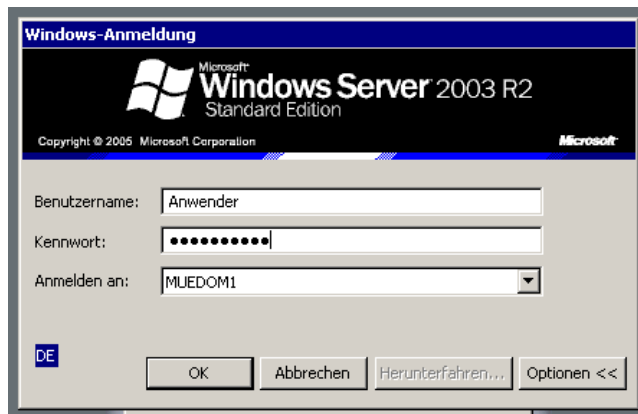 Windows-Anmeldung
Microsoft
Windows Server 2003 R2
Standard Edition
Copyright © 2005 Microsoft Corporation Microsoft
Benutzername: Anwender
Kennwort: ●●●●●●●●●●
Anmelden an: MUEDOM1
DE
OK Abbrechen Herunterfahren... Optionen <<